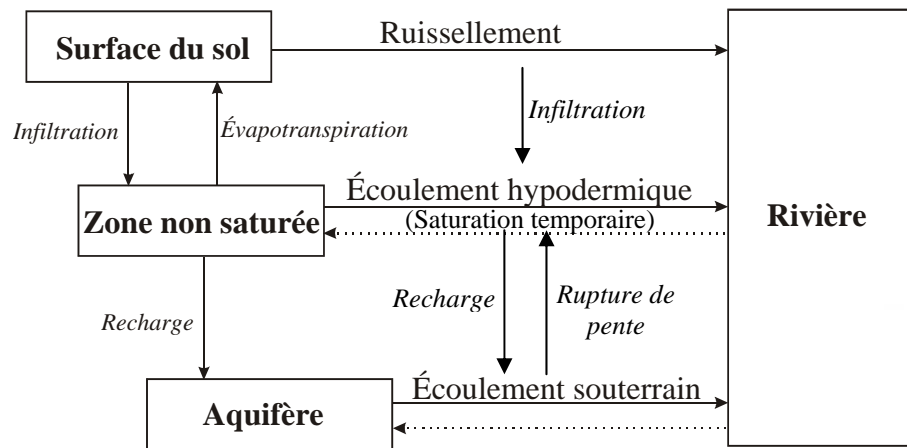 Ruissellement
Surface du sol
Infiltration
Évapotranspiration
Infiltration
Écoulement hypodermique
Zone non saturée
(Saturation temporaire)
Rivière
Recharge
Recharge
Rupture de
pente
Écoulement souterrain
Aquifère